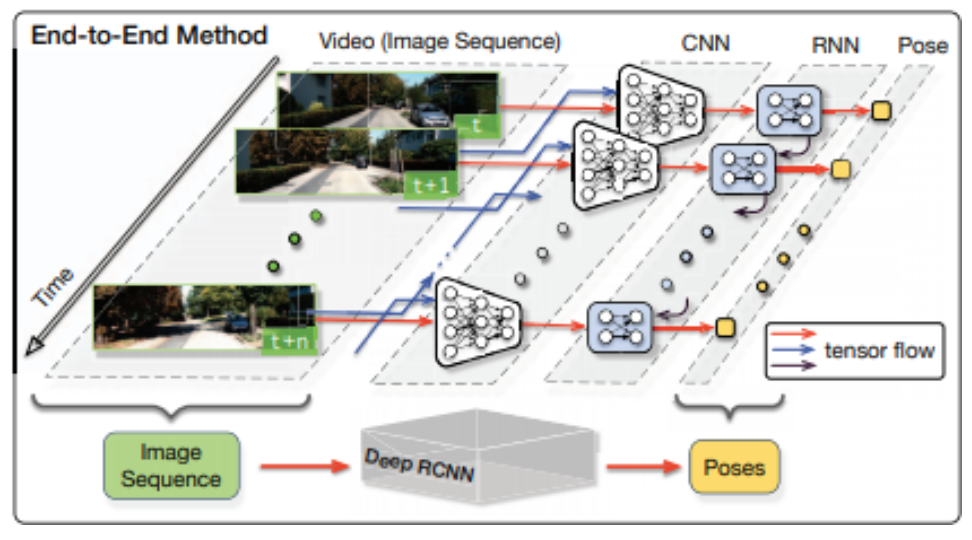 End-to-End Method
Video (Image Sequence)
CNN
RNN
Pose
t
t+1
t+n
Time
tensor flow
Image
Sequence
Deep RCNN
Poses